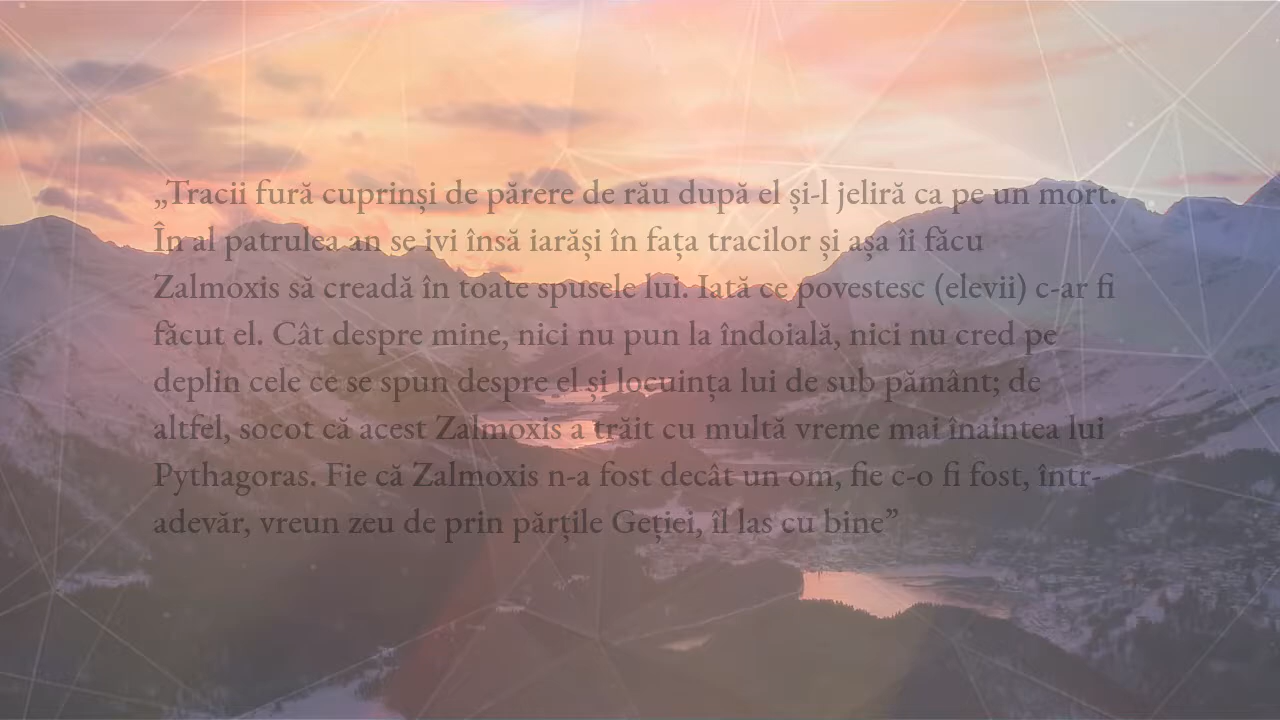 „Tracii fură cuprinși de părere de rău după el și-l jeliră ca pe un mort.
În al patrulea an se ivi însă iarăși în fața tracilor și așa îi făcu
Zalmoxis să creadă în toate spusele lui. Iată ce povestesc (elevii) c-ar fi
făcut el. Cât despre mine, nici nu pun la îndoială, nici nu cred pe
deplin cele ce se spun despre el și locuința lui de sub pământ; de
altfel, socot că acest Zalmoxis a trăit cu multă vreme mai înaintea lui
Pythagoras. Fie că Zalmoxis n-a fost decât un om, fie c-o fi fost, într-
adevăr, vreun zeu de prin părțile Geției, îl las cu bine”